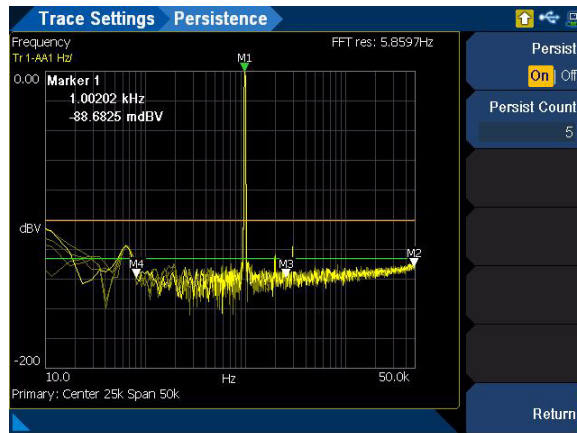 Trace Settings Persistence
Frequency
FFT res: 5.8597Hz
Persist
Tr 1-AA1 Hz/
M1
On Off
0.00
Marker 1
1.00202 kHz
-88.6825 mdBV
Persist Count
5
dBV
M4
M3
M2
-200
10.0
Hz
50.0k
Primary: Center 25k Span 50k
Return